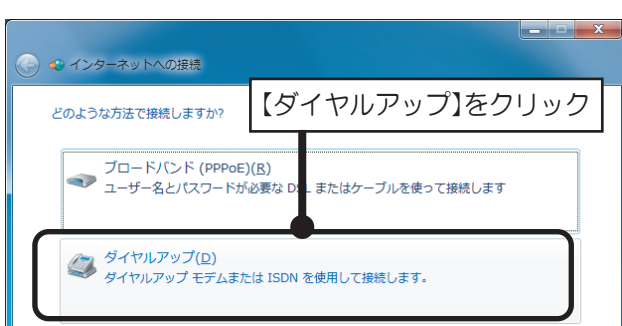 インターネットへの接続
どのような方法で接続しますか?
【ダイヤルアップ】をクリック
ブロードバンド (PPPoE)(R)
ユーザー名とパスワードが必要な DSL またはケーブルを使って接続します
ダイヤルアップ(D)
ダイヤルアップ モデムまたは ISDN を使用して接続します。